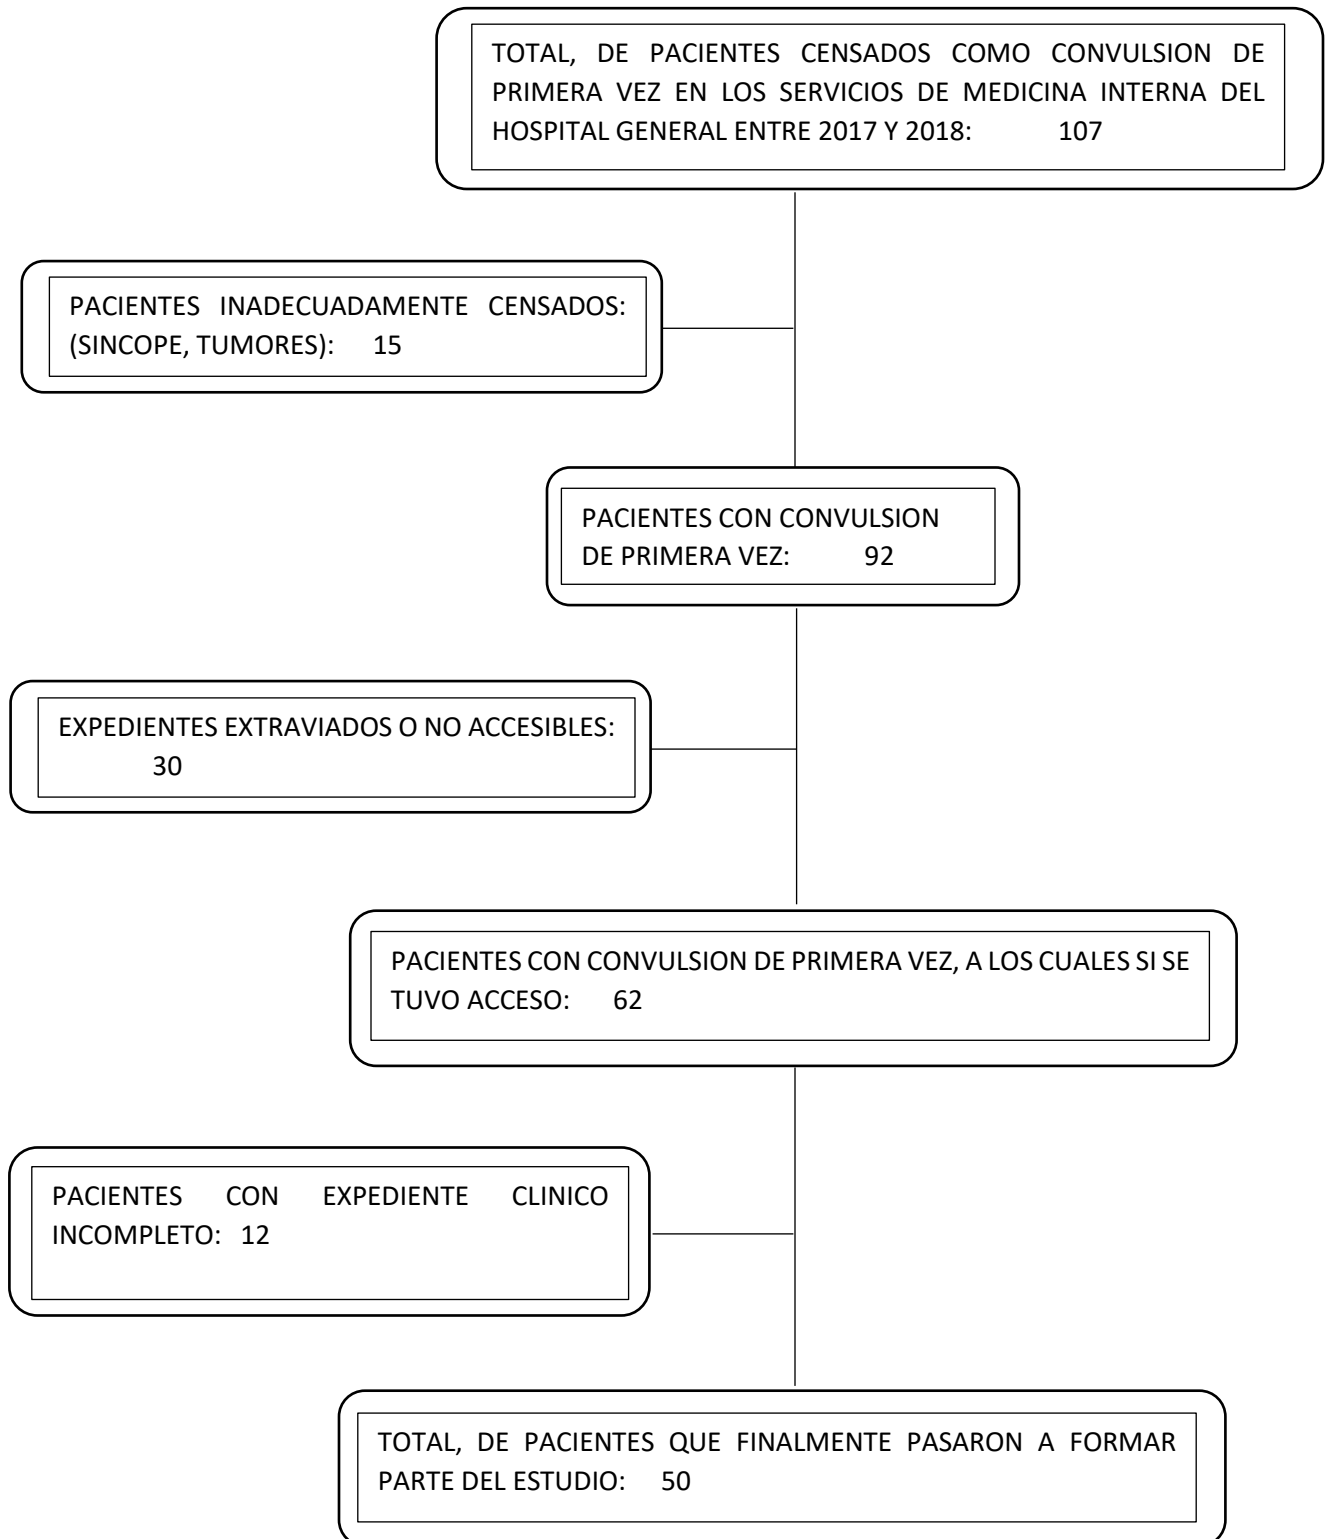 TOTAL, DE PACIENTES CENSADOS COMO CONVULSION DE
PRIMERA VEZ EN LOS SERVICIOS DE MEDICINA INTERNA DEL
HOSPITAL GENERAL ENTRE 2017 Y 2018: 107
PACIENTES INADECUADAMENTE CENSADOS:
(SINCOPE, TUMORES): 15
PACIENTES CON CONVULSION
DE PRIMERA VEZ: 92
EXPEDIENTES EXTRAVIADOS O NO ACCESIBLES:
30
PACIENTES CON CONVULSION DE PRIMERA VEZ, A LOS CUALES SI SE
TUVO ACCESO: 62
PACIENTES CON EXPEDIENTE CLINICO
INCOMPLETO: 12
TOTAL, DE PACIENTES QUE FINALMENTE PASARON A FORMAR
PARTE DEL ESTUDIO: 50